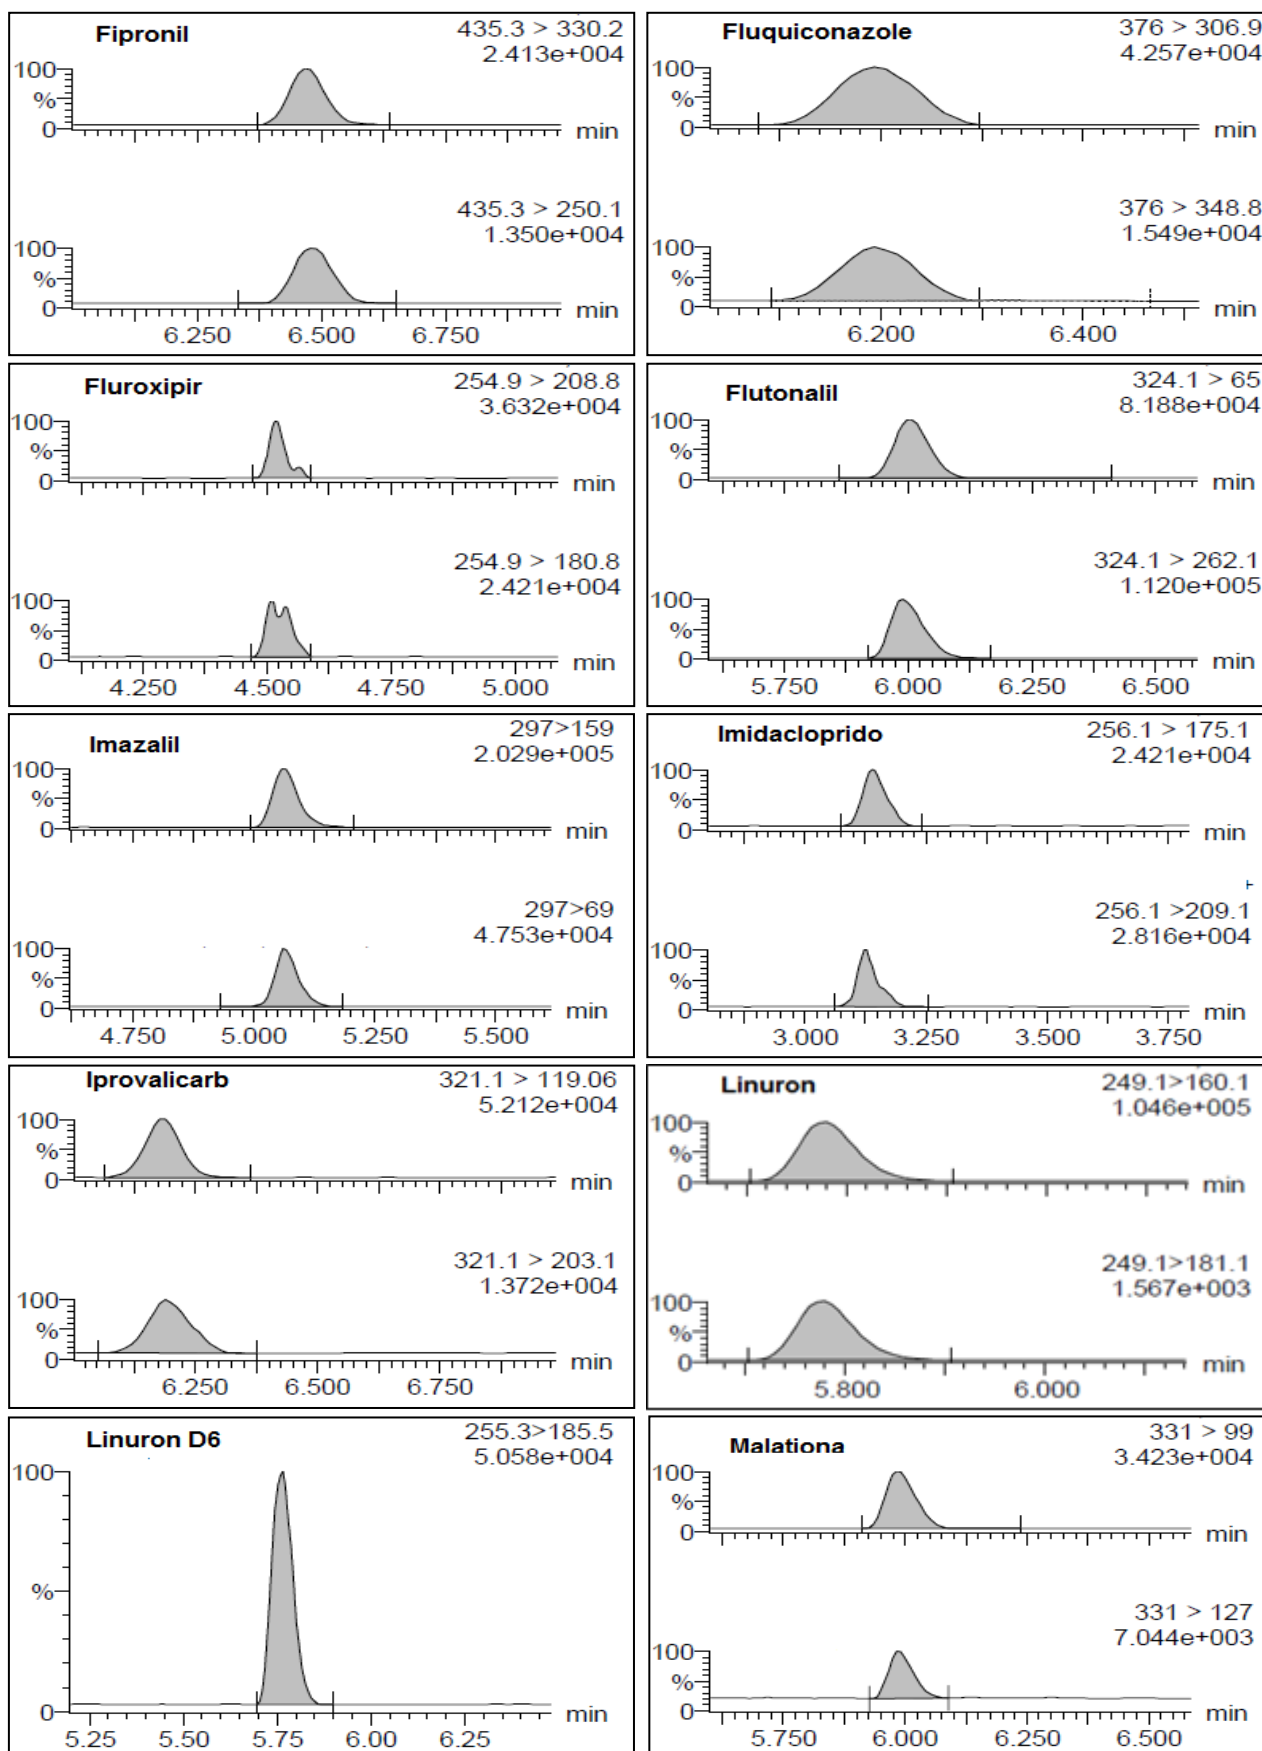 Fipronil
435.3 > 330.2
2.413e+004
100
%
0
min
435.3 > 250.1
1.350e+004
100
%
0
min
6.250 6.500 6.750
Fluquiconazole
376 > 306.9
4.257e+004
100
%
0
min
376 > 348.8
1.549e+004
100
%
0
min
6.200 6.400
Fluroxipir
254.9 > 208.8
3.632e+004
100
%
0
min
254.9 > 180.8
2.421e+004
100
%
0
min
4.250 4.500 4.750 5.000
Flutonalil
324.1 > 65
8.188e+004
100
%
0
min
324.1 > 262.1
1.120e+005
100
%
0
min
5.750 6.000 6.250 6.500
Imazalil
297>159
2.029e+005
100
%
0
min
297>69
4.753e+004
100
%
0
min
4.750 5.000 5.250 5.500
Imidacloprido
256.1 > 175.1
2.421e+004
100
%
0
min
256.1 >209.1
2.816e+004
100
%
0
min
3.000 3.250 3.500 3.750
Iprovalicarb
321.1 > 119.06
5.212e+004
100
%
0
min
321.1 > 203.1
1.372e+004
100
%
0
min
6.250 6.500 6.750
Linuron
249.1>160.1
1.046e+005
100
%
0
min
249.1>181.1
1.567e+003
100
%
0
min
5.800 6.000
Linuron D6
255.3>185.5
5.058e+004
100
%
0
min
5.25 5.50 5.75 6.00 6.25
Malationa
331 > 99
3.423e+004
100
%
0
min
331 > 127
7.044e+003
100
%
0
min
5.750 6.000 6.250 6.500